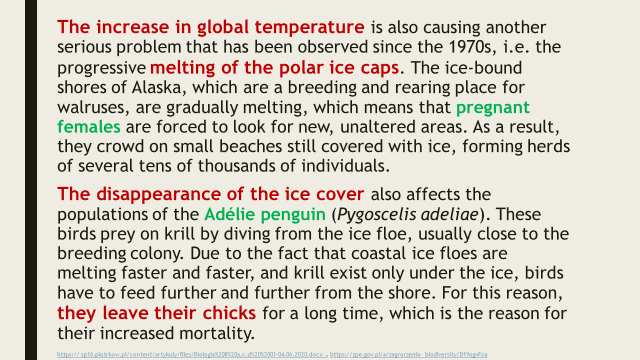 The increase in global temperature is also causing another
serious problem that has been observed since the 1970s, i.e. the
progressive melting of the polar ice caps. The ice-bound
shores of Alaska, which are a breeding and rearing place for
walruses, are gradually melting, which means that pregnant
females are forced to look for new, unaltered areas. As a result,
they crowd on small beaches still covered with ice, forming herds
of several tens of thousands of individuals.
The disappearance of the ice cover also affects the
populations of the Adélie penguin (Pygoscelis adeliae). These
birds prey on krill by diving from the ice floe, usually close to the
breeding colony. Due to the fact that coastal ice floes are
melting faster and faster, and krill exist only under the ice, birds
have to feed further and further from the shore. For this reason,
they leave their chicks for a long time, which is the reason for
their increased mortality.